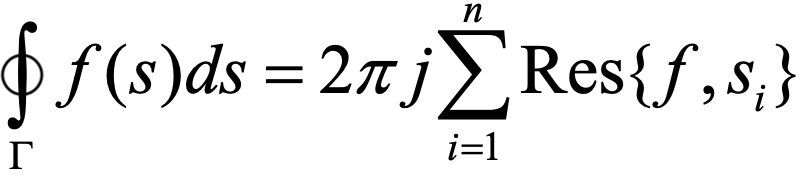 ∮_Γ f(s)ds = 2πj ∑_{i=1}^{n} Res{f, s_i}